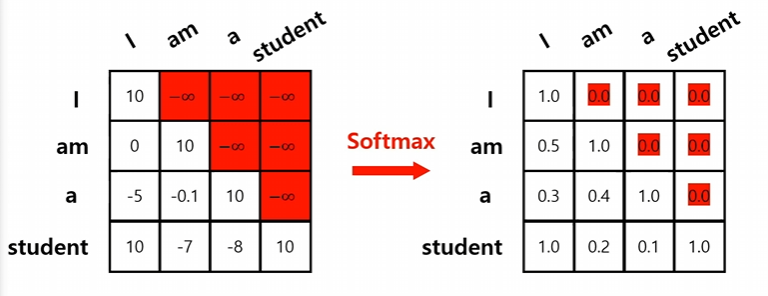 I am a student
I 10 −∞ −∞ −∞
am 0 10 −∞ −∞
a -5 -0.1 10 −∞
student 10 -7 -8 10
Softmax
I am a student
I 1.0 0.0 0.0 0.0
am 0.5 1.0 0.0 0.0
a 0.3 0.4 1.0 0.0
student 1.0 0.2 0.1 1.0